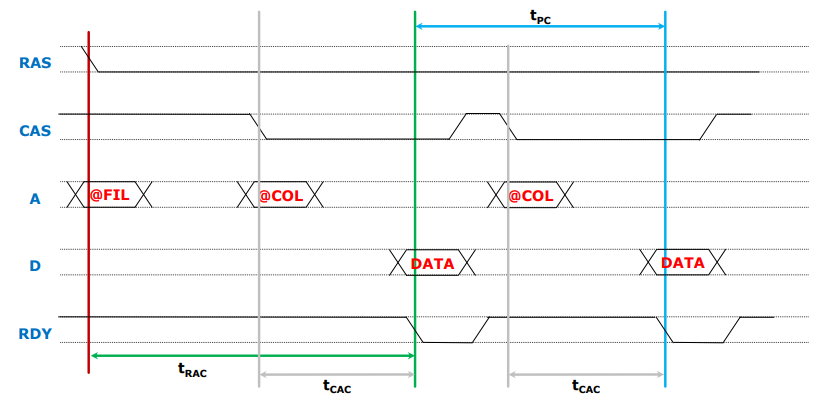 tPC
RAS
CAS
A @FIL @COL @COL
D DATA DATA
RDY
tRAC
tCAC tCAC